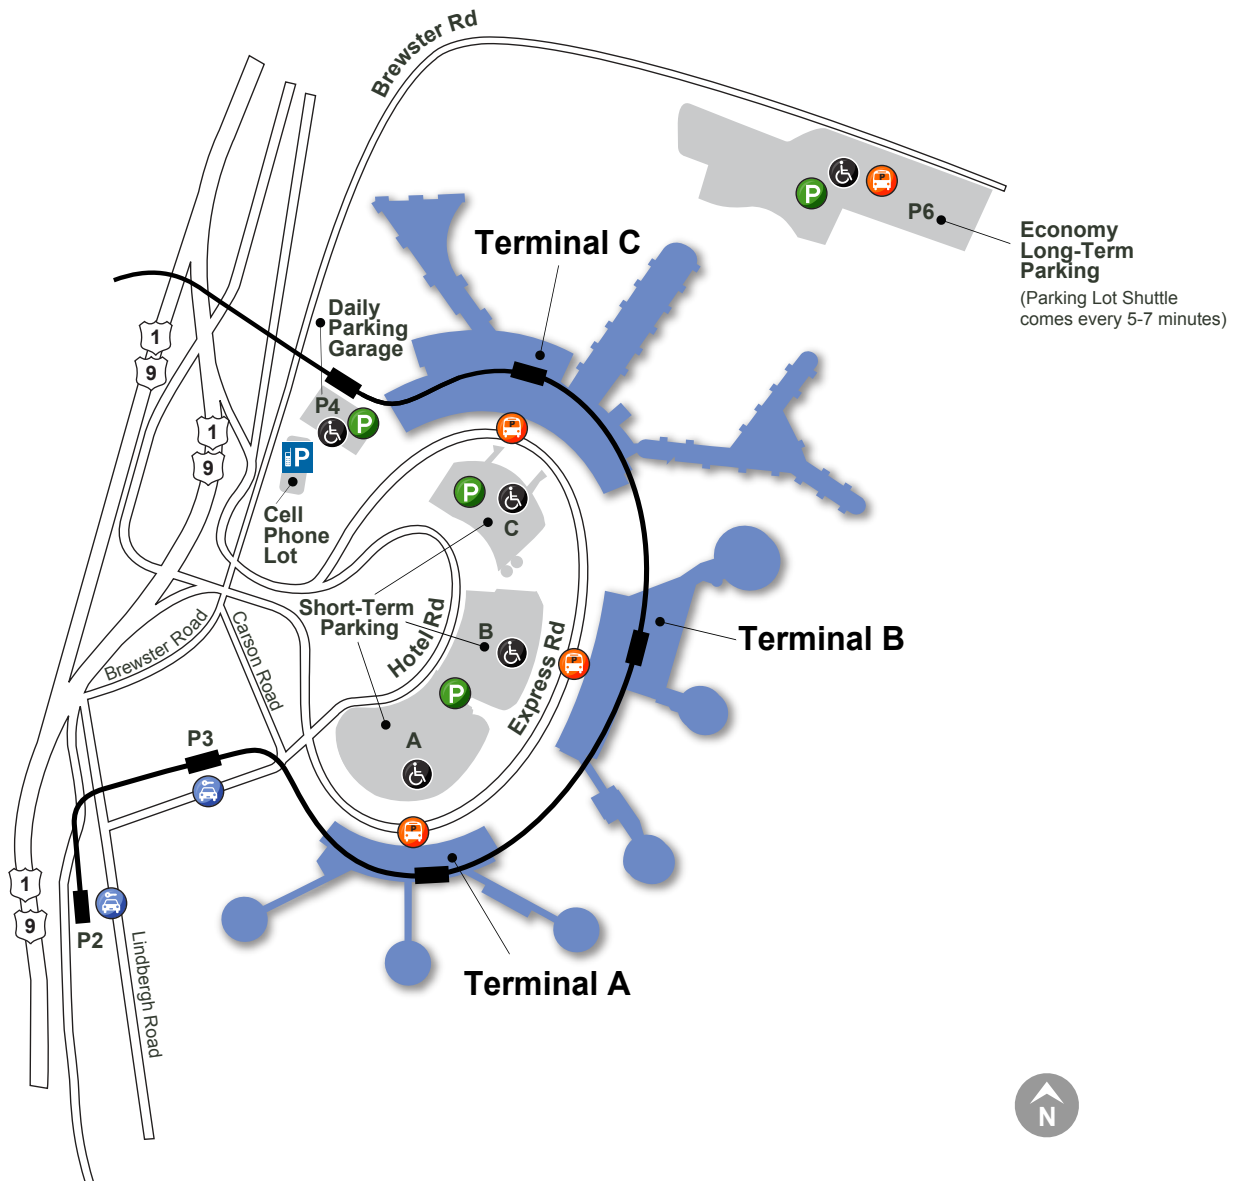 Brewster Rd
Terminal C
P
P
P
P6
Economy
Long-Term
Parking
(Parking Lot Shuttle
comes every 5-7 minutes)
Daily
Parking
Garage
1
9
P4
P
P
1
9
P
P
C
Cell
Phone
Lot
Short-Term
Parking
Hotel Rd
B
Express Rd
P
Terminal B
Brewster Road
Carson Road
P
A
P3
P
1
9
P2
Lindbergh Road
Terminal A
N